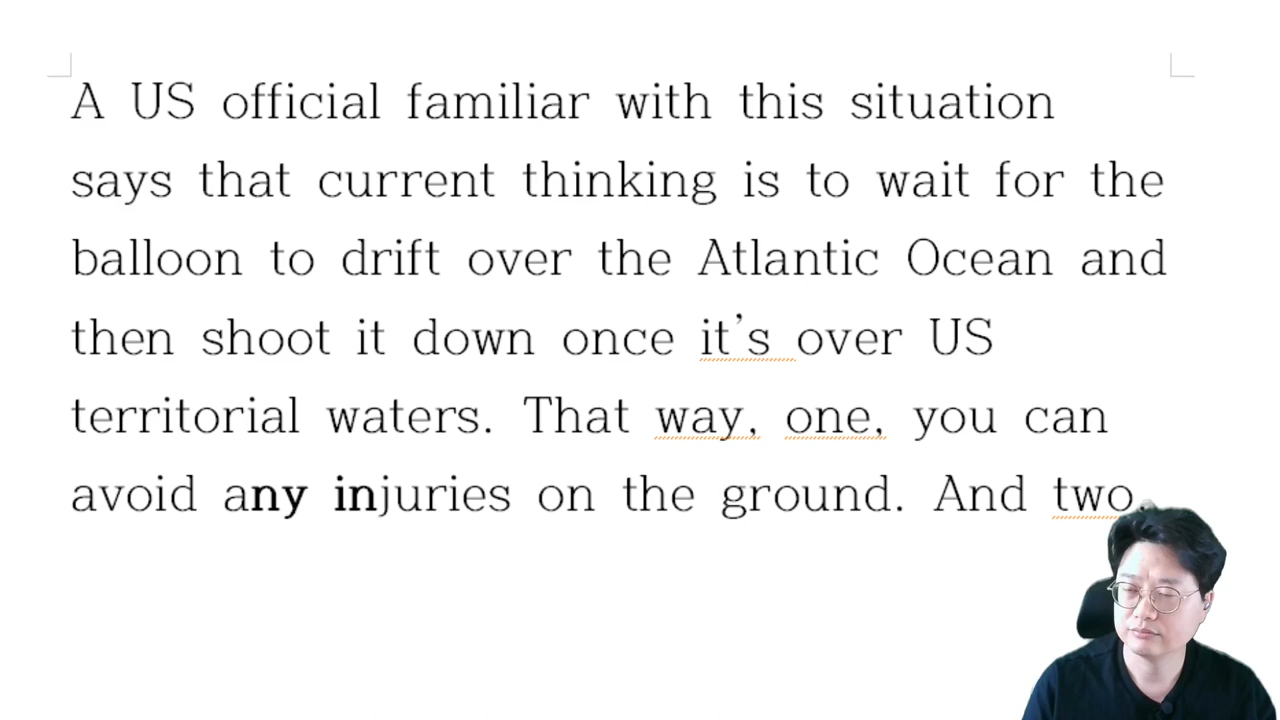 A US official familiar with this situation
says that current thinking is to wait for the
balloon to drift over the Atlantic Ocean and
then shoot it down once it’s over US
territorial waters. That way, one, you can
avoid any injuries on the ground. And two,